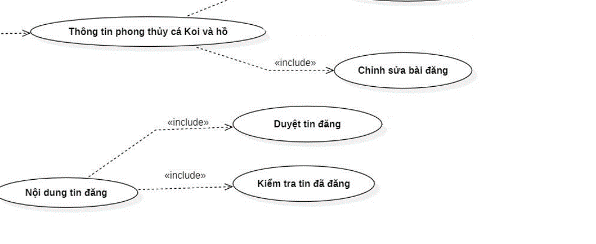 Thông tin phong thủy cá Koi và hồ
«include»
Chỉnh sửa bài đăng
«include»
Duyệt tin đăng
«include»
Kiểm tra tin đã đăng
Nội dung tin đăng